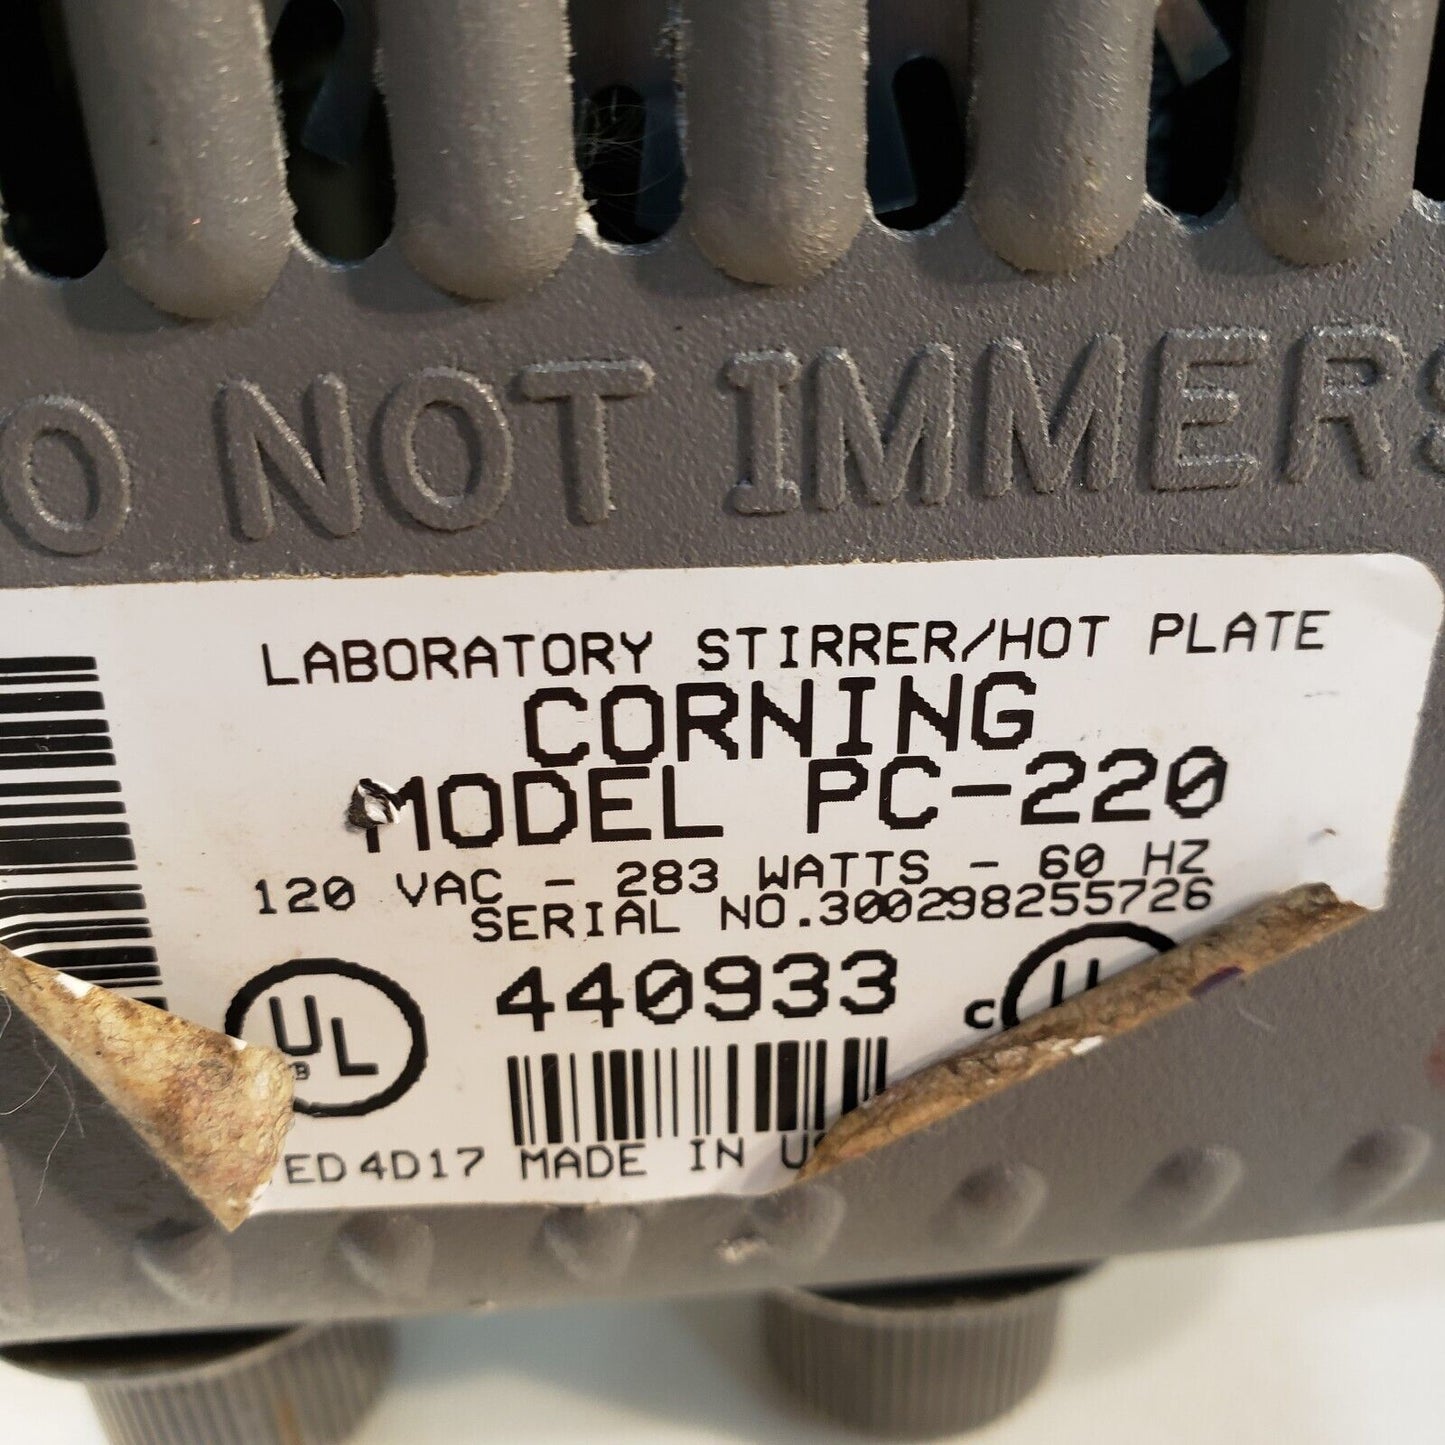 O NOT IMMERS
LABORATORY STIRRER/HOT PLATE
CORNING
MODEL PC-220
120 VAC - 283 WATTS - 60 HZ
SERIAL NO.300298255726
UL 440933 C U
ED 4D17 MADE IN U